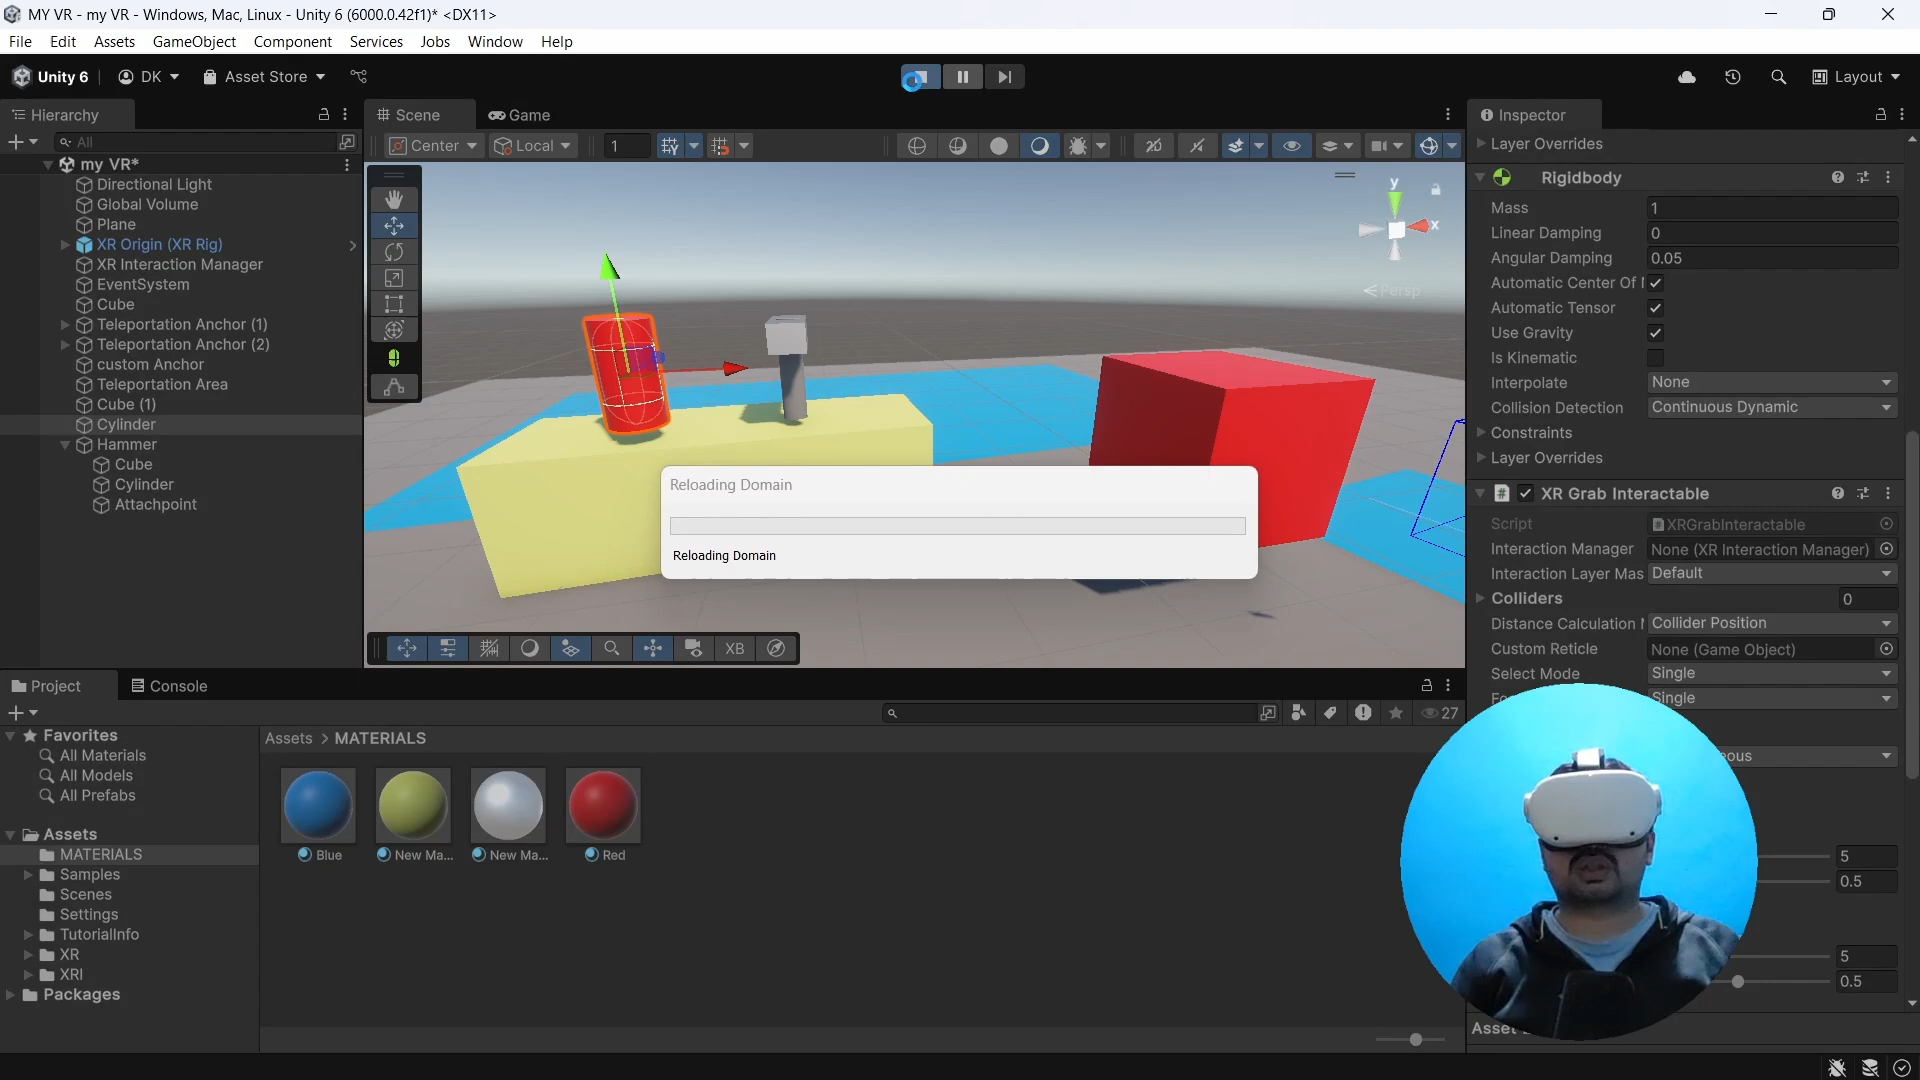 MY VR - my VR - Windows, Mac, Linux - Unity 6 (6000.0.42f1)* <DX11>
File Edit Assets GameObject Component Services Jobs Window Help
Unity 6 DK Asset Store Layout
Hierarchy
All
my VR*
Directional Light
Global Volume
Plane
XR Origin (XR Rig)
XR Interaction Manager
EventSystem
Cube
Teleportation Anchor (1)
Teleportation Anchor (2)
custom Anchor
Teleportation Area
Cube (1)
Cylinder
Hammer
Cube
Cylinder
Attachpoint
Scene Game
Center Local 1 2D
y
x
Persp
Reloading Domain
Reloading Domain
XB
Inspector
Layer Overrides
Rigidbody
Mass 1
Linear Damping 0
Angular Damping 0.05
Automatic Center Of
Automatic Tensor
Use Gravity
Is Kinematic
Interpolate None
Collision Detection Continuous Dynamic
Constraints
Layer Overrides
XR Grab Interactable
Script XRGrabInteractable
Interaction Manager None (XR Interaction Manager)
Interaction Layer Mas Default
Colliders 0
Distance Calculation Collider Position
Custom Reticle None (Game Object)
Select Mode Single
Single
5
0.5
5
0.5
Project Console
27
Favorites
All Materials
All Models
All Prefabs
Assets
MATERIALS
Samples
Scenes
Settings
TutorialInfo
XR
XRI
Packages
Assets > MATERIALS
Blue New Ma... New Ma... Red